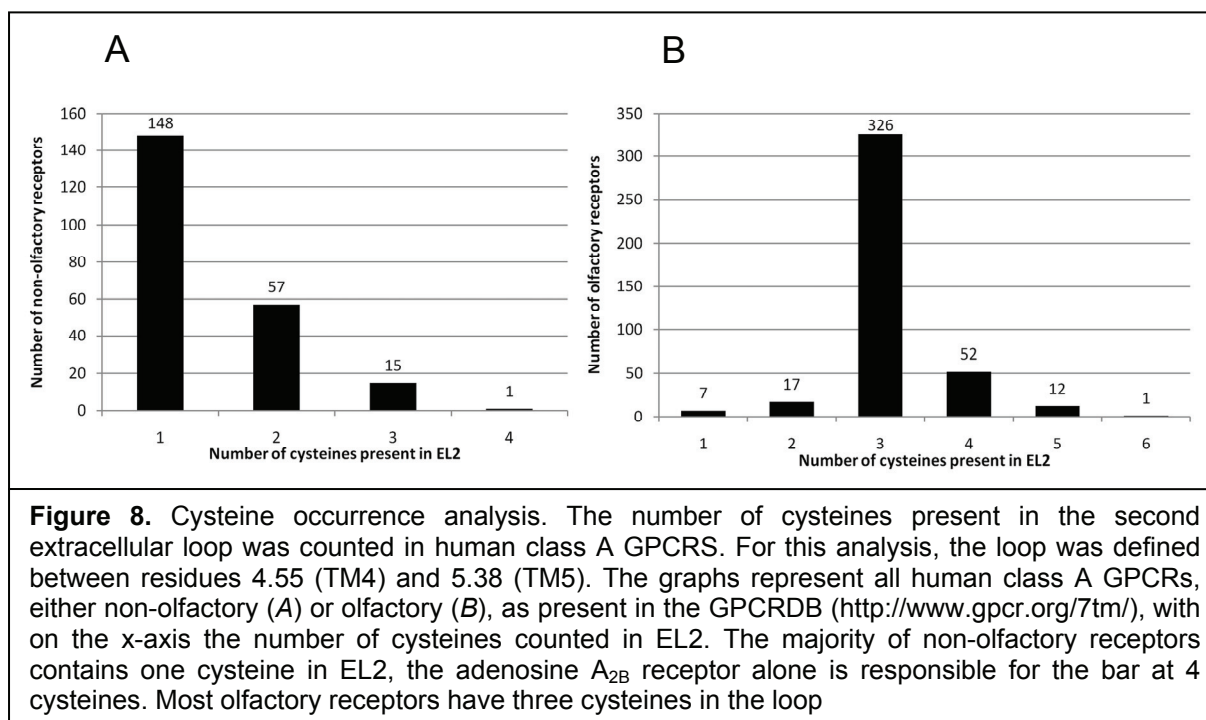 A
B
160
140
120
100
80
60
40
20
0
Number of non-olfactory receptors
148
57
15
1
1
2
3
4
Number of cysteines present in EL2
350
300
250
200
150
100
50
0
Number of olfactory receptors
7
17
326
52
12
1
1
2
3
4
5
6
Number of cysteines present in EL2
Figure 8. Cysteine occurrence analysis. The number of cysteines present in the second
extracellular loop was counted in human class A GPCRS. For this analysis, the loop was defined
between residues 4.55 (TM4) and 5.38 (TM5). The graphs represent all human class A GPCRs,
either non-olfactory (A) or olfactory (B), as present in the GPCRDB (http://www.gpcr.org/7tm/), with
on the x-axis the number of cysteines counted in EL2. The majority of non-olfactory receptors
contains one cysteine in EL2, the adenosine A2B receptor alone is responsible for the bar at 4
cysteines. Most olfactory receptors have three cysteines in the loop